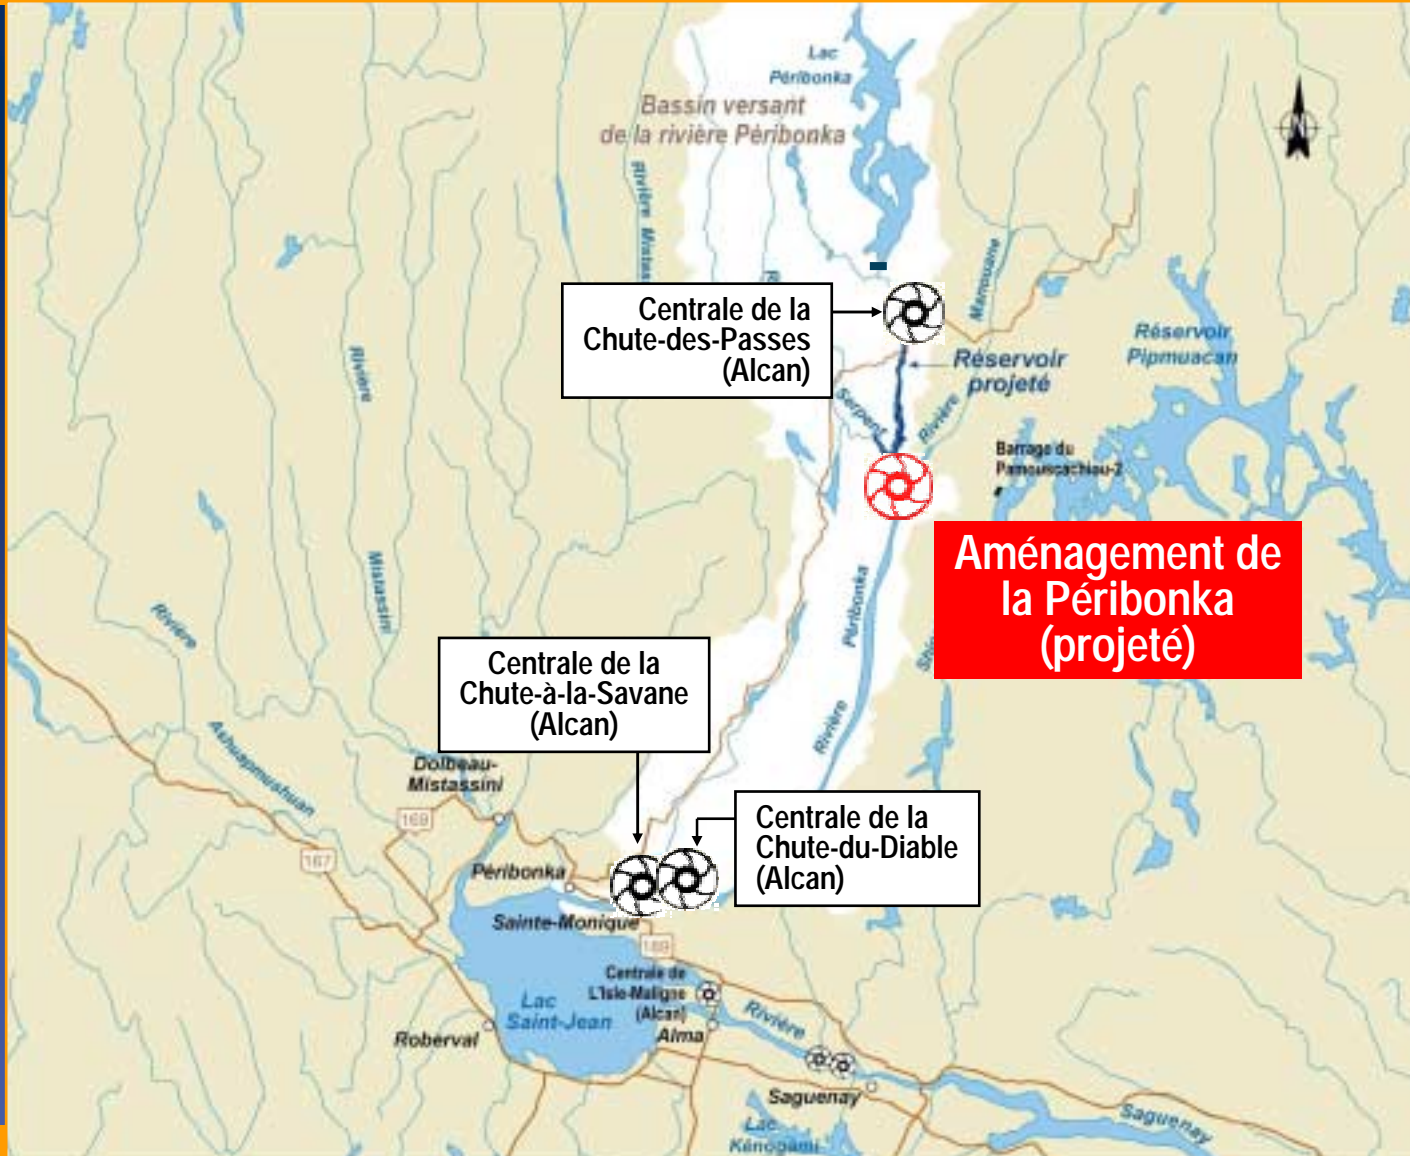 Lac
Péribonka
Bassin versant
de la rivière Péribonka
N
Rivière Mistas
R
Manouane
Centrale de la
Chute-des-Passes
(Alcan)
Réservoir
projeté
Réservoir
Pipmuacan
Rivière
Serpent
Rivière
Barrage du
Pamouscachiou-2
Aménagement de
la Péribonka
(projeté)
Mistassini
Péribonka
Rivière
Centrale de la
Chute-à-la-Savane
(Alcan)
Rivière
Ashuapmushuan
Dolbeau-
Mistassini
169
167
Centrale de la
Chute-du-Diable
(Alcan)
Péribonka
Sainte-Monique
169
Centrale de
L'Isle-Maligne
(Alcan)
Lac
Saint-Jean
Roberval
Alma
Rivière
Saguenay
Saguenay
Lac
Kénogami